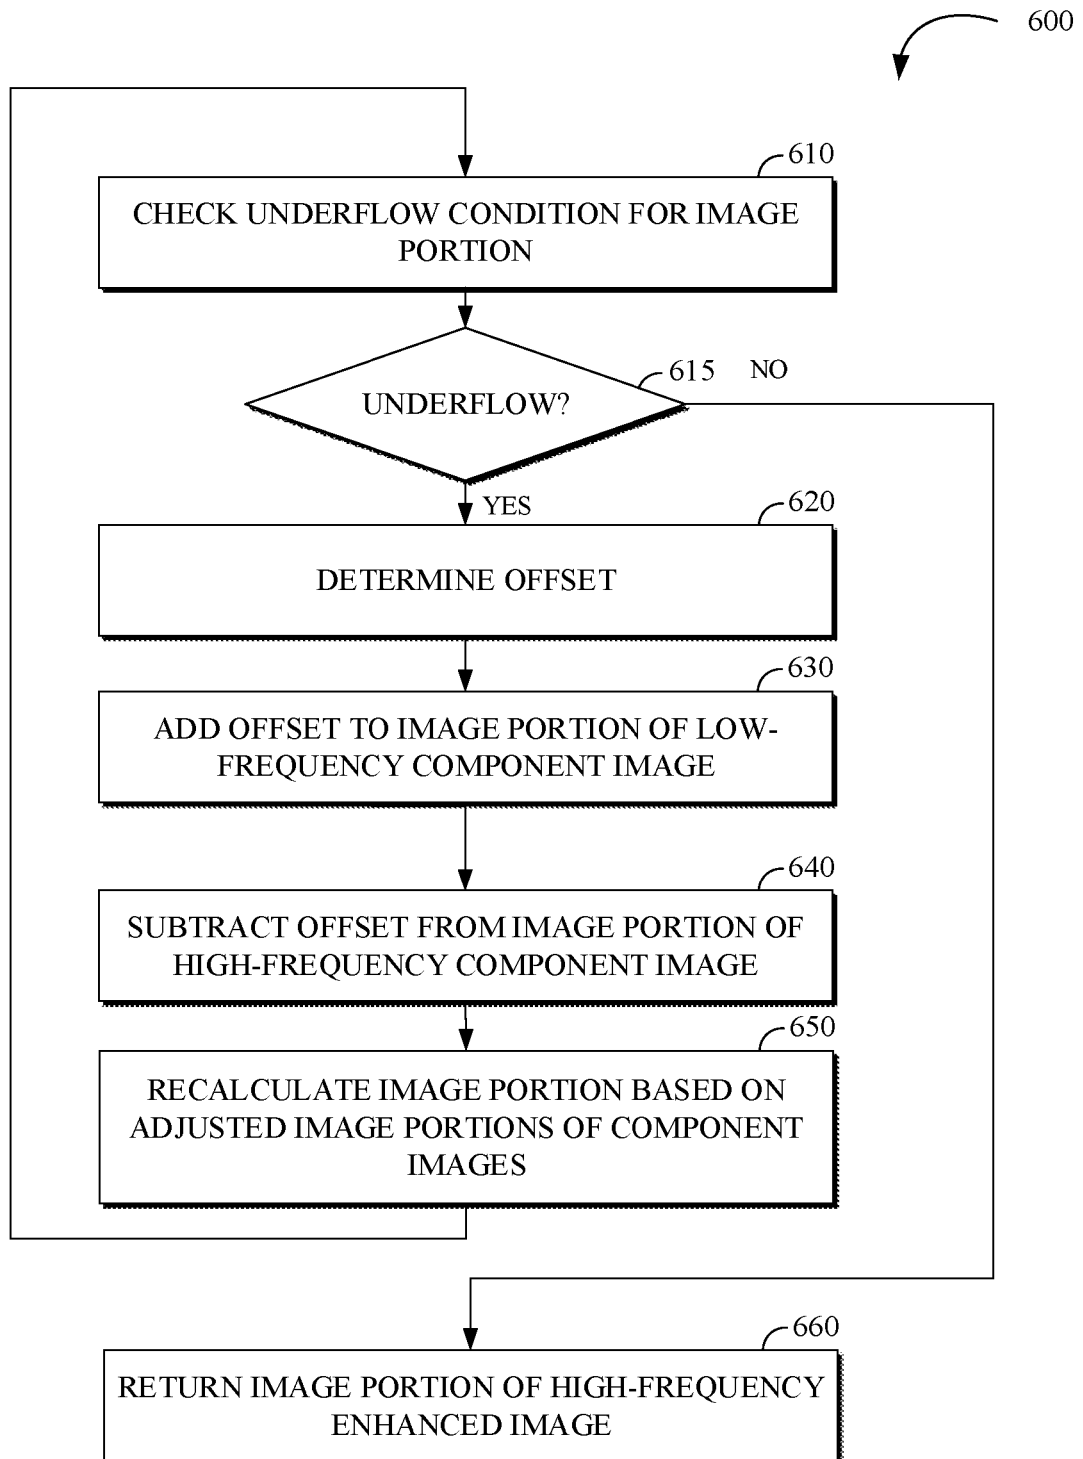 600
610
CHECK UNDERFLOW CONDITION FOR IMAGE
PORTION
615
NO
UNDERFLOW?
YES
620
DETERMINE OFFSET
630
ADD OFFSET TO IMAGE PORTION OF LOW-
FREQUENCY COMPONENT IMAGE
640
SUBTRACT OFFSET FROM IMAGE PORTION OF
HIGH-FREQUENCY COMPONENT IMAGE
650
RECALCULATE IMAGE PORTION BASED ON
ADJUSTED IMAGE PORTIONS OF COMPONENT
IMAGES
660
RETURN IMAGE PORTION OF HIGH-FREQUENCY
ENHANCED IMAGE